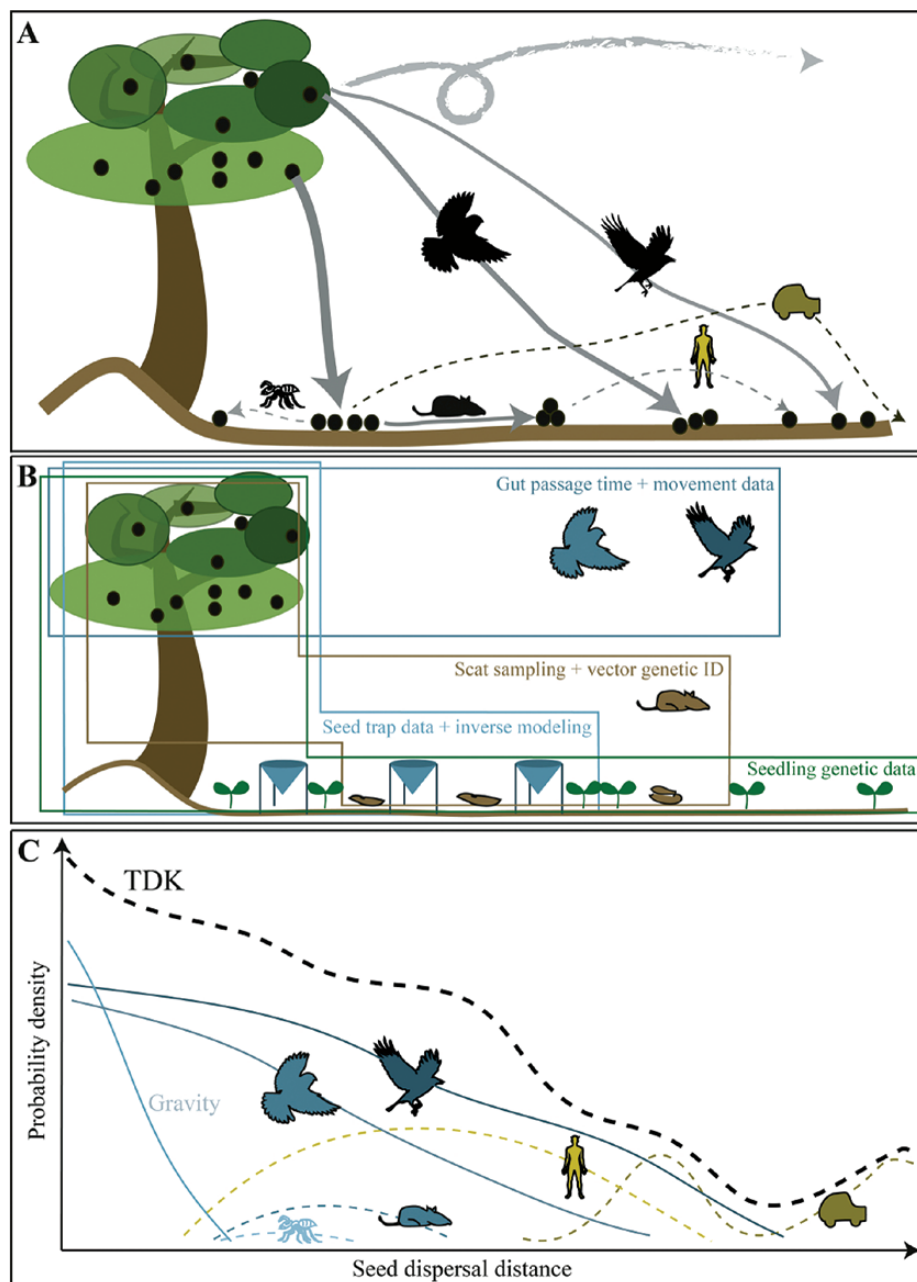 A
B
Gut passage time + movement data
Scat sampling + vector genetic ID
Seed trap data + inverse modeling
Seedling genetic data
C
TDK
Probability density
Gravity
Seed dispersal distance